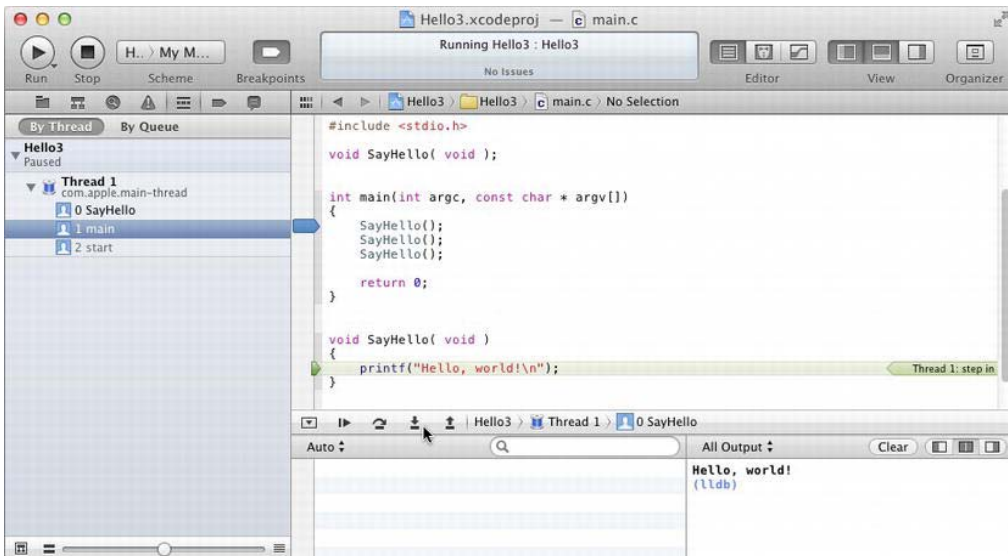 Hello3.xcodeproj — main.c
Run
Stop
H.. 〉 My M...
Scheme
Breakpoints
Running Hello3 : Hello3
No Issues
Editor
View
Organizer
Hello3 〉 Hello3 〉 main.c 〉 No Selection
By Thread By Queue
Hello3
Paused
Thread 1
com.apple.main-thread
0 SayHello
1 main
2 start
#include <stdio.h>
void SayHello( void );
int main(int argc, const char * argv[])
{
SayHello();
SayHello();
SayHello();
return 0;
}
void SayHello( void )
{
printf("Hello, world!\n");
Thread 1: step in
}
Hello3 〉 Thread 1 〉 0 SayHello
Auto
All Output
Clear
Hello, world!
(lldb)